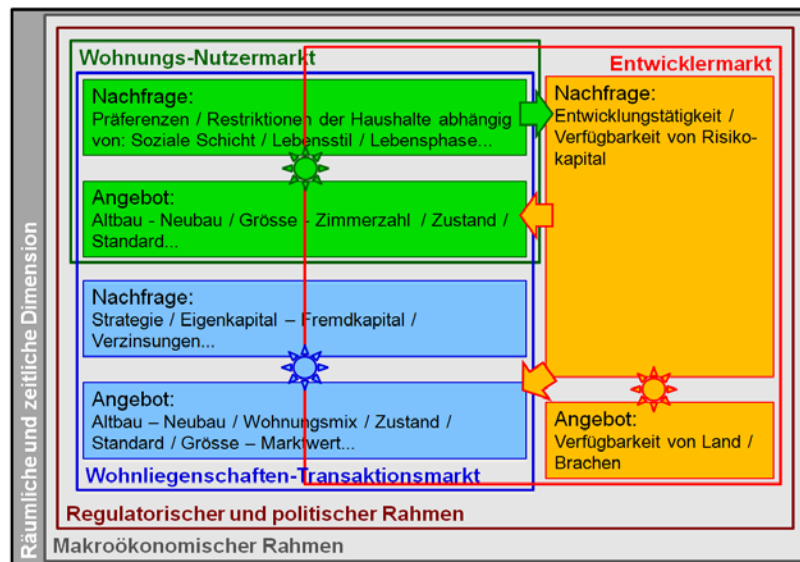 Räumliche und zeitliche Dimension
Wohnungs-Nutzermarkt
Nachfrage:
Präferenzen / Restriktionen der Haushalte abhängig
von: Soziale Schicht / Lebensstil / Lebensphase...
Angebot:
Altbau - Neubau / Grösse - Zimmerzahl / Zustand /
Standard...
Nachfrage:
Strategie / Eigenkapital – Fremdkapital /
Verzinsungen...
Angebot:
Altbau – Neubau / Wohnungsmix / Zustand /
Standard / Grösse – Marktwert...
Wohnliegenschaften-Transaktionsmarkt
Entwicklermarkt
Nachfrage:
Entwicklungstätigkeit /
Verfügbarkeit von Risiko-
kapital
Angebot:
Verfügbarkeit von Land /
Brachen
Regulatorischer und politischer Rahmen
Makroökonomischer Rahmen